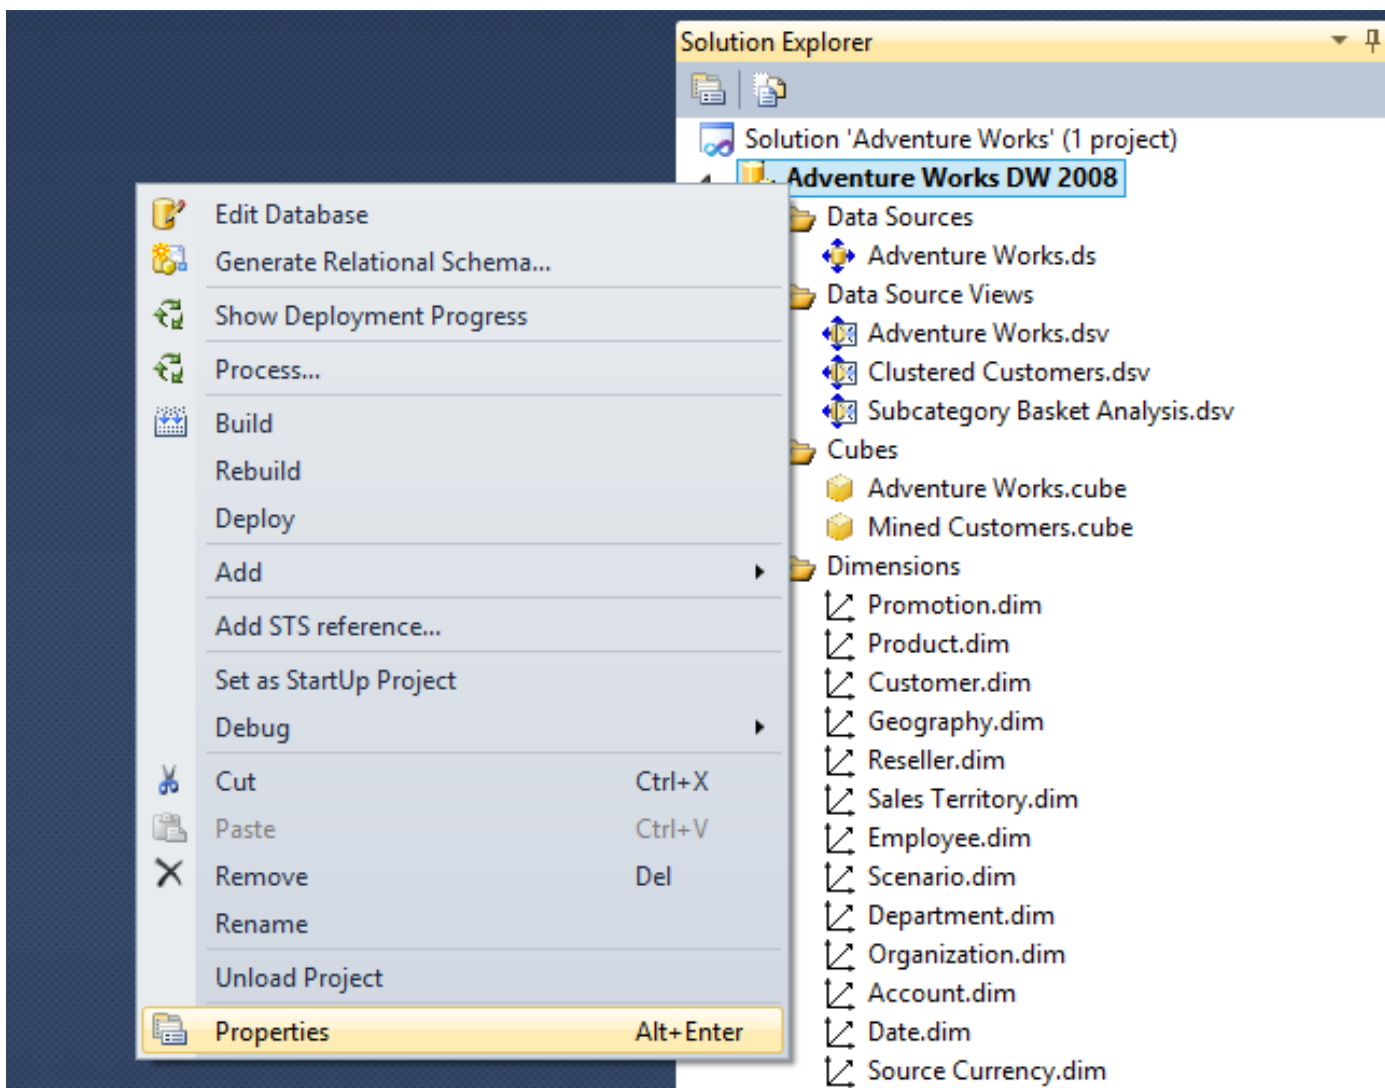 Solution Explorer
Solution 'Adventure Works' (1 project)
Adventure Works DW 2008
Edit Database
Generate Relational Schema...
Show Deployment Progress
Process...
Build
Rebuild
Deploy
Add
Add STS reference...
Set as StartUp Project
Debug
Cut Ctrl+X
Paste Ctrl+V
Remove Del
Rename
Unload Project
Properties Alt+Enter
Data Sources
Adventure Works.ds
Data Source Views
Adventure Works.dsv
Clustered Customers.dsv
Subcategory Basket Analysis.dsv
Cubes
Adventure Works.cube
Mined Customers.cube
Dimensions
Promotion.dim
Product.dim
Customer.dim
Geography.dim
Reseller.dim
Sales Territory.dim
Employee.dim
Scenario.dim
Department.dim
Organization.dim
Account.dim
Date.dim
Source Currency.dim